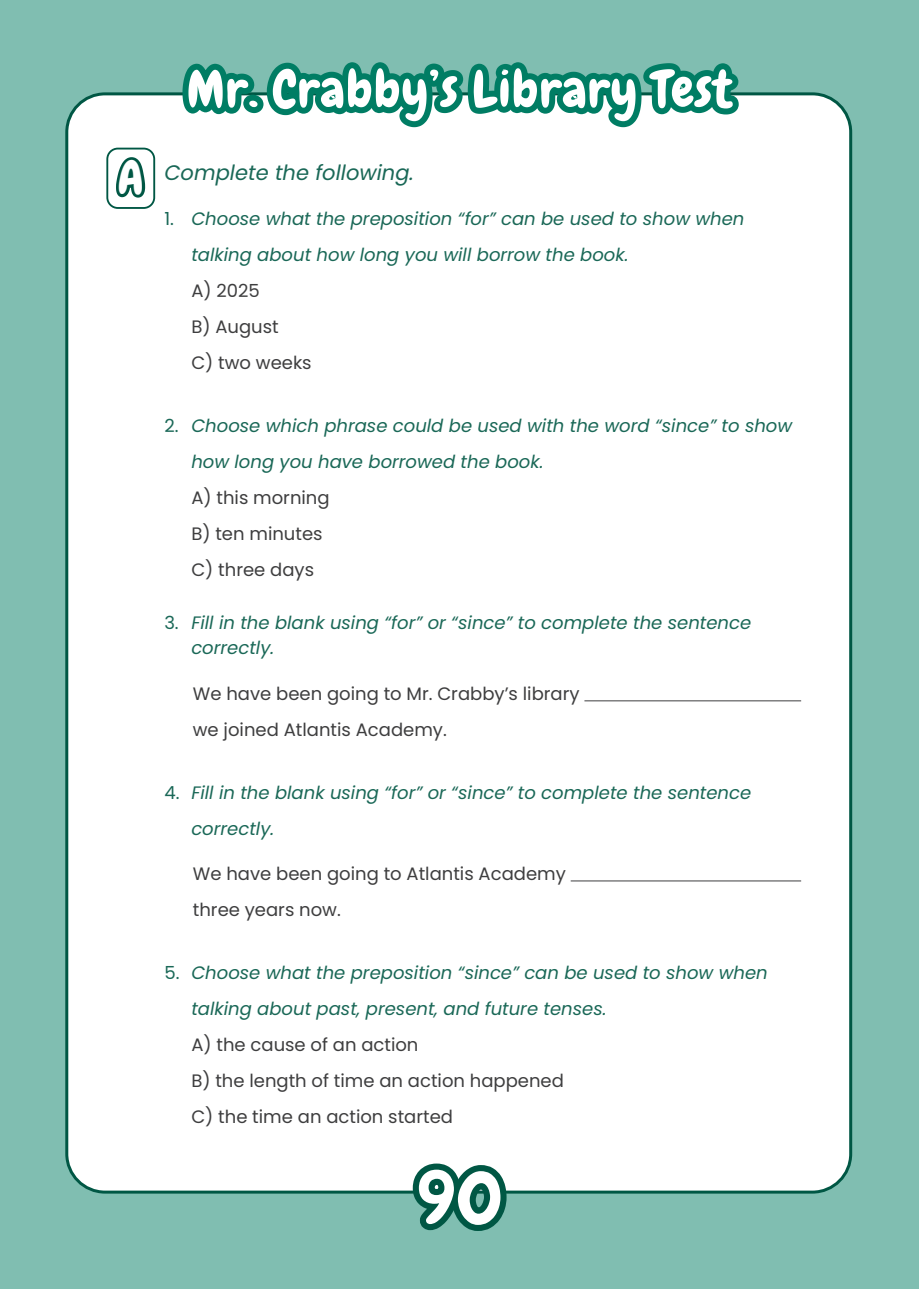 Mr. Crabby's Library Test
A Complete the following.
1. Choose what the preposition “for” can be used to show when
talking about how long you will borrow the book.
A) 2025
B) August
C) two weeks
2. Choose which phrase could be used with the word “since” to show
how long you have borrowed the book.
A) this morning
B) ten minutes
C) three days
3. Fill in the blank using “for” or “since” to complete the sentence
correctly.
We have been going to Mr. Crabby’s library ____________________
we joined Atlantis Academy.
4. Fill in the blank using “for” or “since” to complete the sentence
correctly.
We have been going to Atlantis Academy ____________________
three years now.
5. Choose what the preposition “since” can be used to show when
talking about past, present, and future tenses.
A) the cause of an action
B) the length of time an action happened
C) the time an action started
90